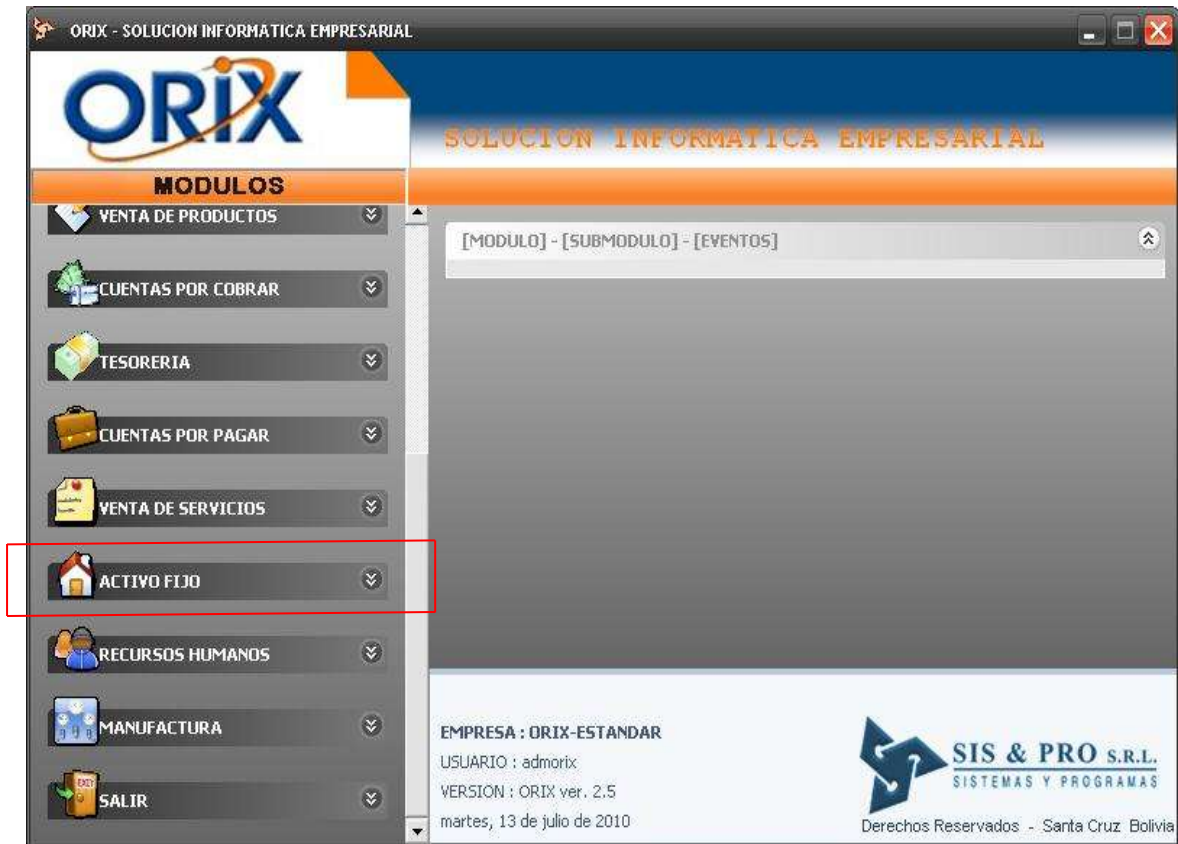 ORIX - SOLUCION INFORMATICA EMPRESARIAL
ORIX
SOLUCION INFORMATICA EMPRESARIAL
MODULOS
VENTA DE PRODUCTOS
CUENTAS POR COBRAR
TESORERIA
CUENTAS POR PAGAR
VENTA DE SERVICIOS
ACTIVO FIJO
RECURSOS HUMANOS
MANUFACTURA
EXIT
SALIR
[MODULO] - [SUBMODULO] - [EVENTOS]
EMPRESA : ORIX-ESTANDAR
USUARIO : admorix
VERSION : ORIX ver. 2.5
martes, 13 de julio de 2010
SIS & PRO S.R.L.
SISTEMAS Y PROGRAMAS
Derechos Reservados - Santa Cruz Bolivia